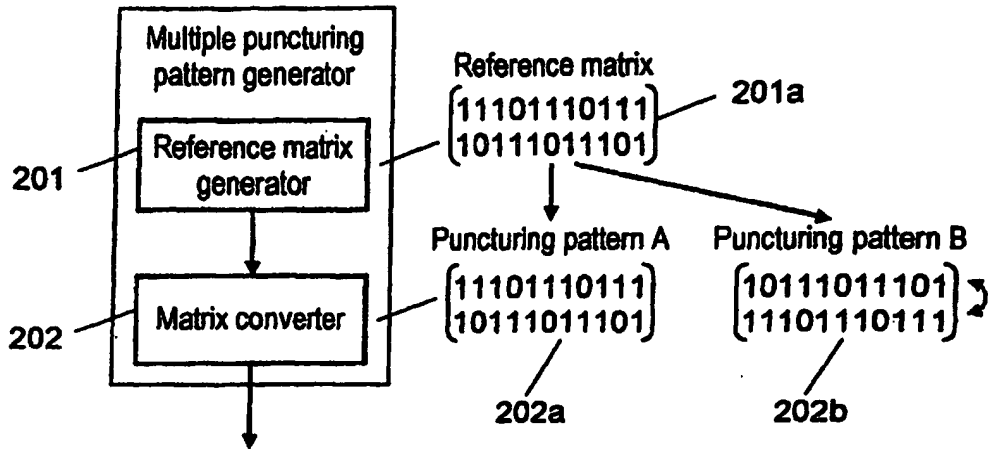 Multiple puncturing
pattern generator
Reference matrix
11101110111
10111011101
201a
201
Reference matrix
generator
Puncturing pattern A
11101110111
10111011101
Puncturing pattern B
10111011101
11101110111
202
Matrix converter
202a
202b